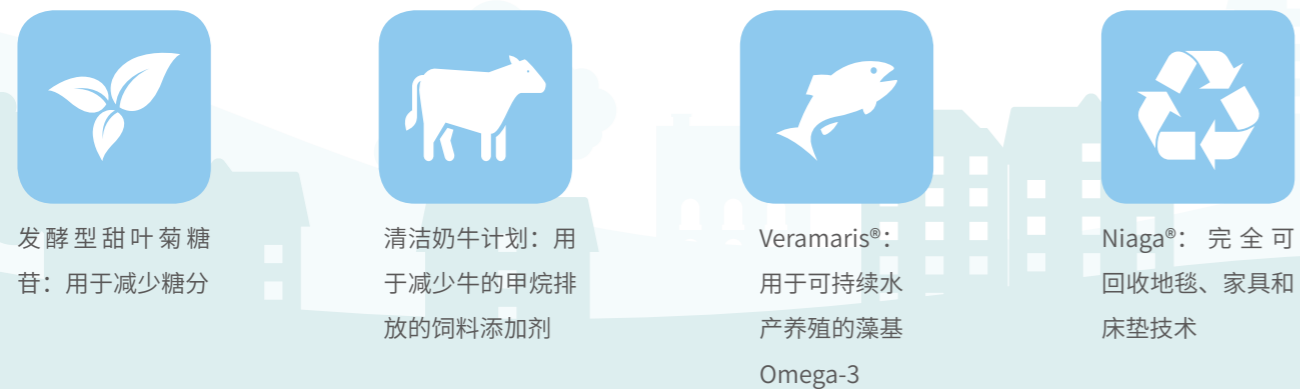 发酵型甜叶菊糖
苷：用于减少糖分
清洁奶牛计划：用
于减少牛的甲烷排
放的饲料添加剂
Veramaris®：
用于可持续水
产养殖的藻基
Omega-3
Niaga®：完全可
回收地毯、家具和
床垫技术